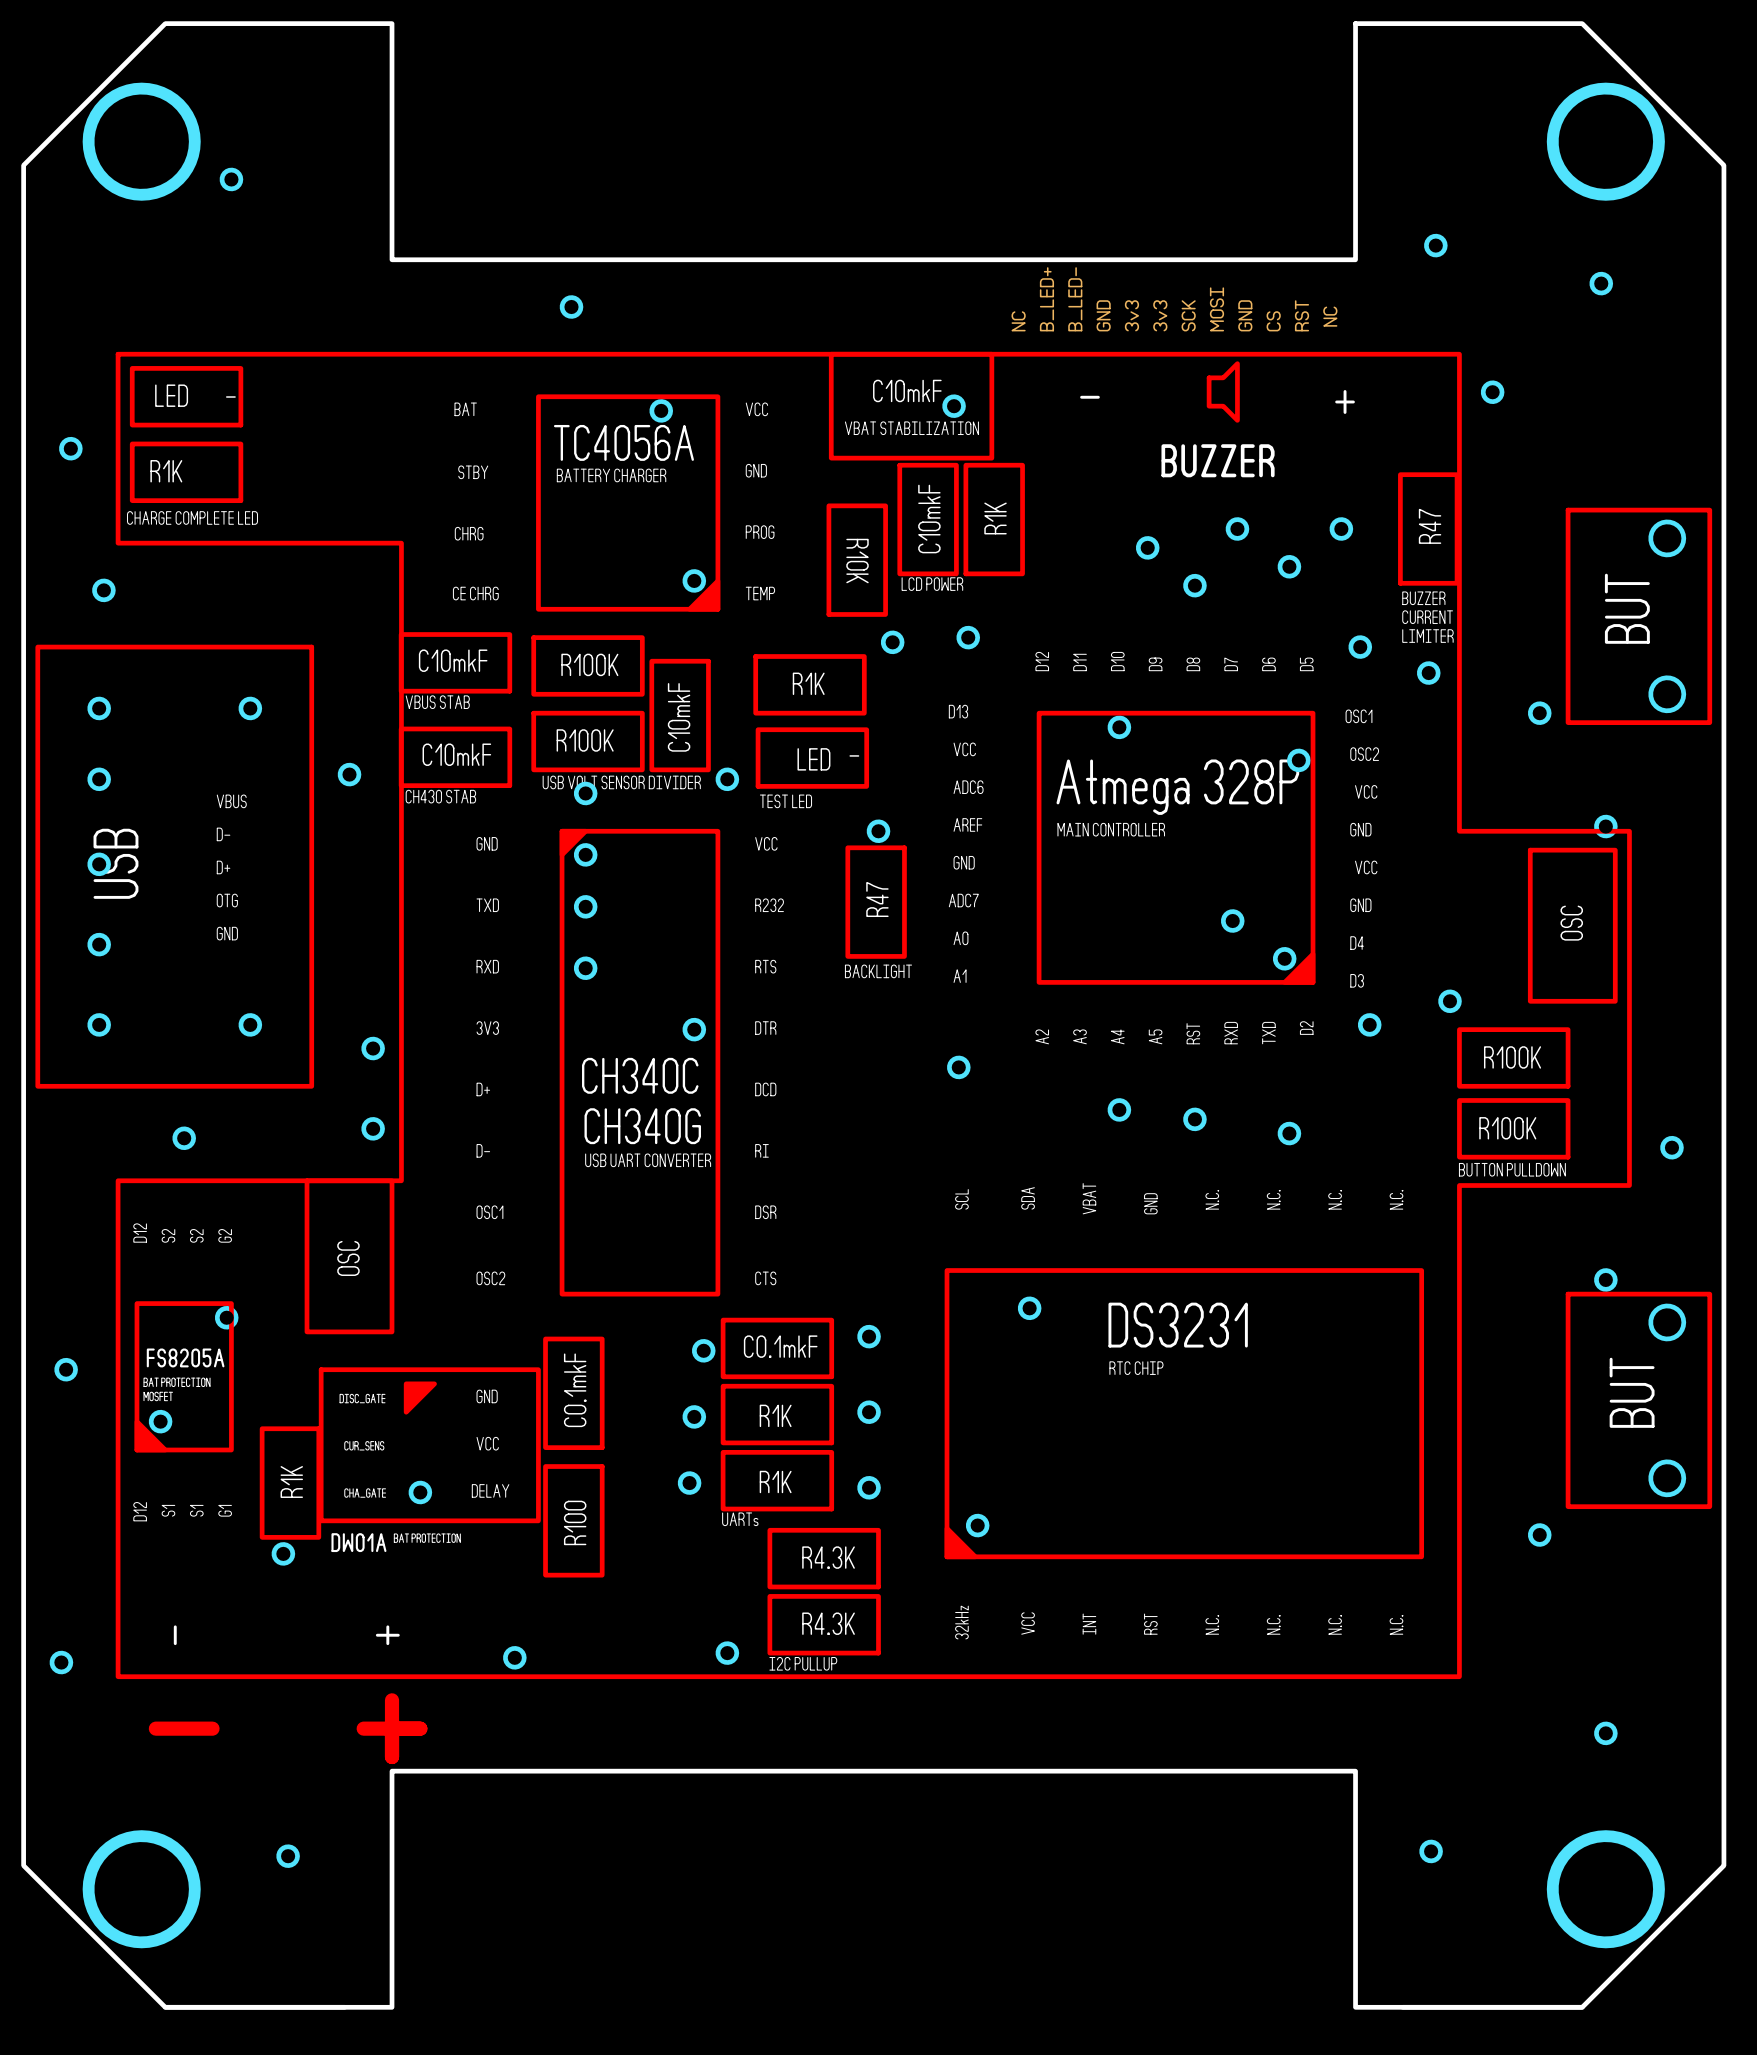 NC
B_LED+
B_LED-
GND
3v3
3v3
SCK
MOSI
GND
CS
RST
NC
LED -
R1K
CHARGE COMPLETE LED
BAT
STBY
CHRG
CE CHRG
TC4056A
BATTERY CHARGER
VCC
GND
PROG
TEMP
C10mkF
VBAT STABILIZATION
R10K
C10mkF
R1K
LCD POWER
- +
BUZZER
R47
BUZZER
CURRENT
LIMITER
BUT
C10mkF
VBUS STAB
C10mkF
CH430 STAB
R100K
R100K
C10mkF
USB VOLT SENSOR DIVIDER
R1K
LED -
TEST LED
USB
VBUS
D-
D+
OTG
GND
D12
D11
D10
D9
D8
D7
D6
D5
D13
VCC
ADC6
AREF
GND
ADC7
A0
A1
Atmega 328P
MAIN CONTROLLER
OSC1
OSC2
VCC
GND
VCC
GND
D4
D3
A2
A3
A4
A5
RST
RXD
TXD
D2
R47
BACKLIGHT
OSC
R100K
R100K
BUTTON PULLDOWN
GND
TXD
RXD
3V3
D+
D-
OSC1
OSC2
CH340C
CH340G
USB UART CONVERTER
VCC
R232
RTS
DTR
DCD
RI
DSR
CTS
SCL
SDA
VBAT
GND
N.C.
N.C.
N.C.
N.C.
DS3231
RTC CHIP
32kHz
VCC
INT
RST
N.C.
N.C.
N.C.
N.C.
BUT
D12
S2
S2
G2
OSC
FS8205A
BAT PROTECTION
MOSFET
D12
S1
S1
G1
R1K
DISC_GATE
CUR_SENS
CHA_GATE
GND
VCC
DELAY
DW01A BAT PROTECTION
C0.1mkF
R100
C0.1mkF
R1K
R1K
UARTs
R4.3K
R4.3K
I2C PULLUP
- +
- +